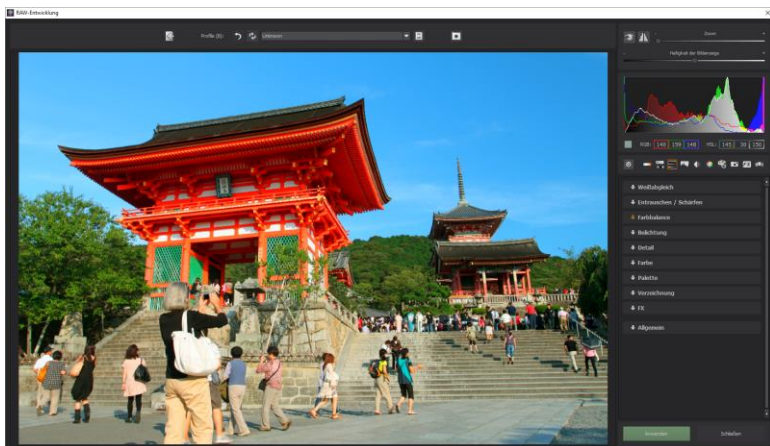 RAW-Entwicklung
Profile (B):
Unknown
Zoom
Helligkeit der Bildanzeige
RGB: 148 159 148 HSL: 145 30 150
Weißabgleich
Entrauschen / Schärfen
Farbbalance
Belichtung
Detail
Farbe
Palette
Verzeichnung
FX
Allgemein
Anwenden
Schließen